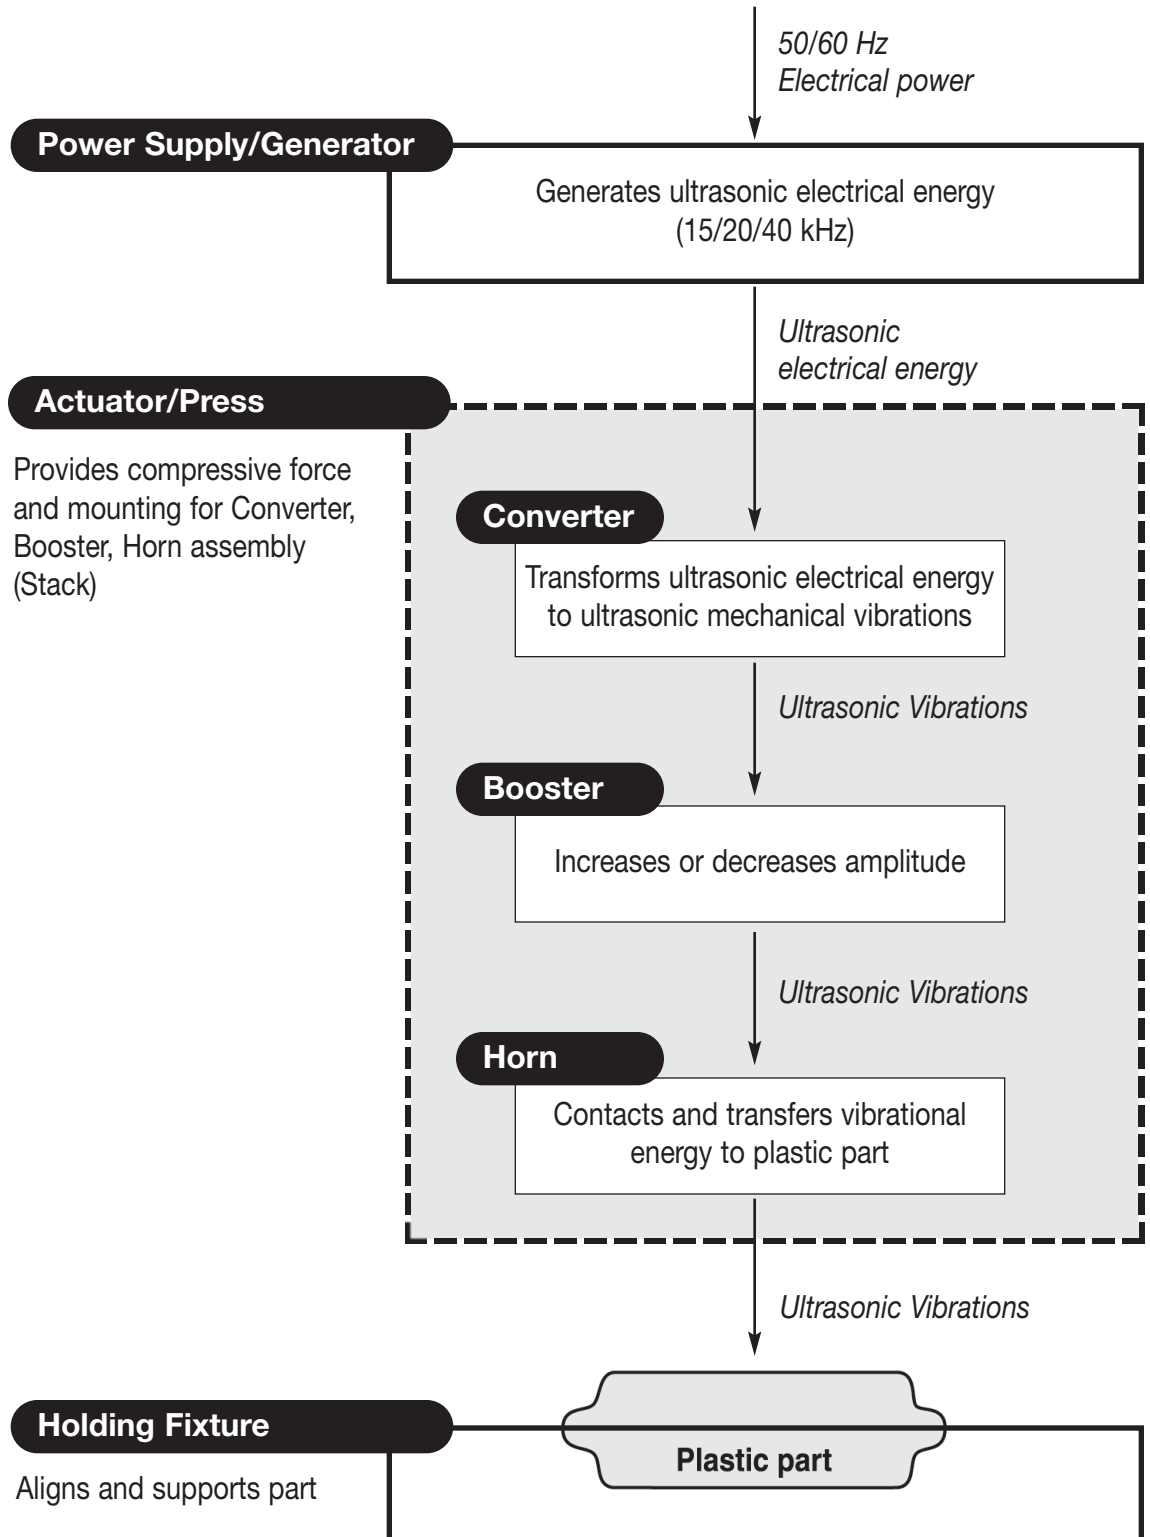 50/60 Hz
Electrical power
Power Supply/Generator
Generates ultrasonic electrical energy
(15/20/40 kHz)
Ultrasonic
electrical energy
Actuator/Press
Provides compressive force
and mounting for Converter,
Booster, Horn assembly
(Stack)
Converter
Transforms ultrasonic electrical energy
to ultrasonic mechanical vibrations
Ultrasonic Vibrations
Booster
Increases or decreases amplitude
Ultrasonic Vibrations
Horn
Contacts and transfers vibrational
energy to plastic part
Ultrasonic Vibrations
Holding Fixture
Plastic part
Aligns and supports part